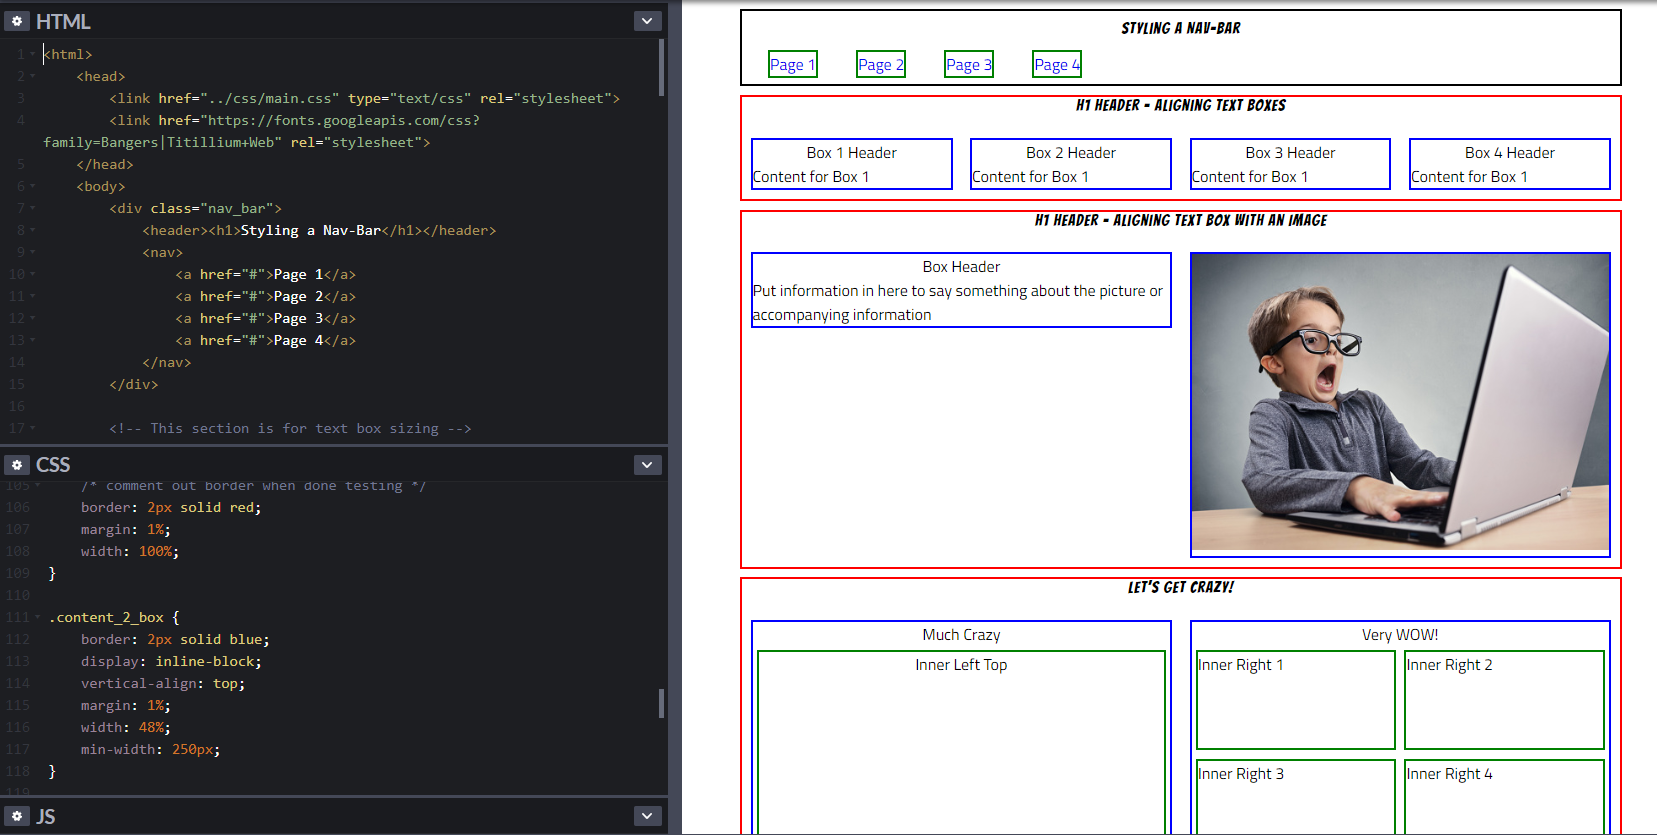 HTML
1 <html>
2 <head>
3 <link href="../css/main.css" type="text/css" rel="stylesheet">
4 <link href="https://fonts.googleapis.com/css?
family=Bangers|Titillium+Web" rel="stylesheet">
5 </head>
6 <body>
7 <div class="nav_bar">
8 <header><h1>Styling a Nav-Bar</h1></header>
9 <nav>
10 <a href="#">Page 1</a>
11 <a href="#">Page 2</a>
12 <a href="#">Page 3</a>
13 <a href="#">Page 4</a>
14 </nav>
15 </div>
16
17 <!-- This section is for text box sizing -->
CSS
105 /* comment out border when done testing */
106 border: 2px solid red;
107 margin: 1%;
108 width: 100%;
109 }
110
111 .content_2_box {
112 border: 2px solid blue;
113 display: inline-block;
114 vertical-align: top;
115 margin: 1%;
116 width: 48%;
117 min-width: 250px;
118 }
119
JS
STYLING A NAV-BAR
Page 1 Page 2 Page 3 Page 4
H1 HEADER - ALIGNING TEXT BOXES
Box 1 Header Box 2 Header Box 3 Header Box 4 Header
Content for Box 1 Content for Box 1 Content for Box 1 Content for Box 1
H1 HEADER - ALIGNING TEXT BOX WITH AN IMAGE
Box Header
Put information in here to say something about the picture or
accompanying information
LET'S GET CRAZY!
Much Crazy Very WOW!
Inner Left Top Inner Right 1 Inner Right 2
Inner Right 3 Inner Right 4